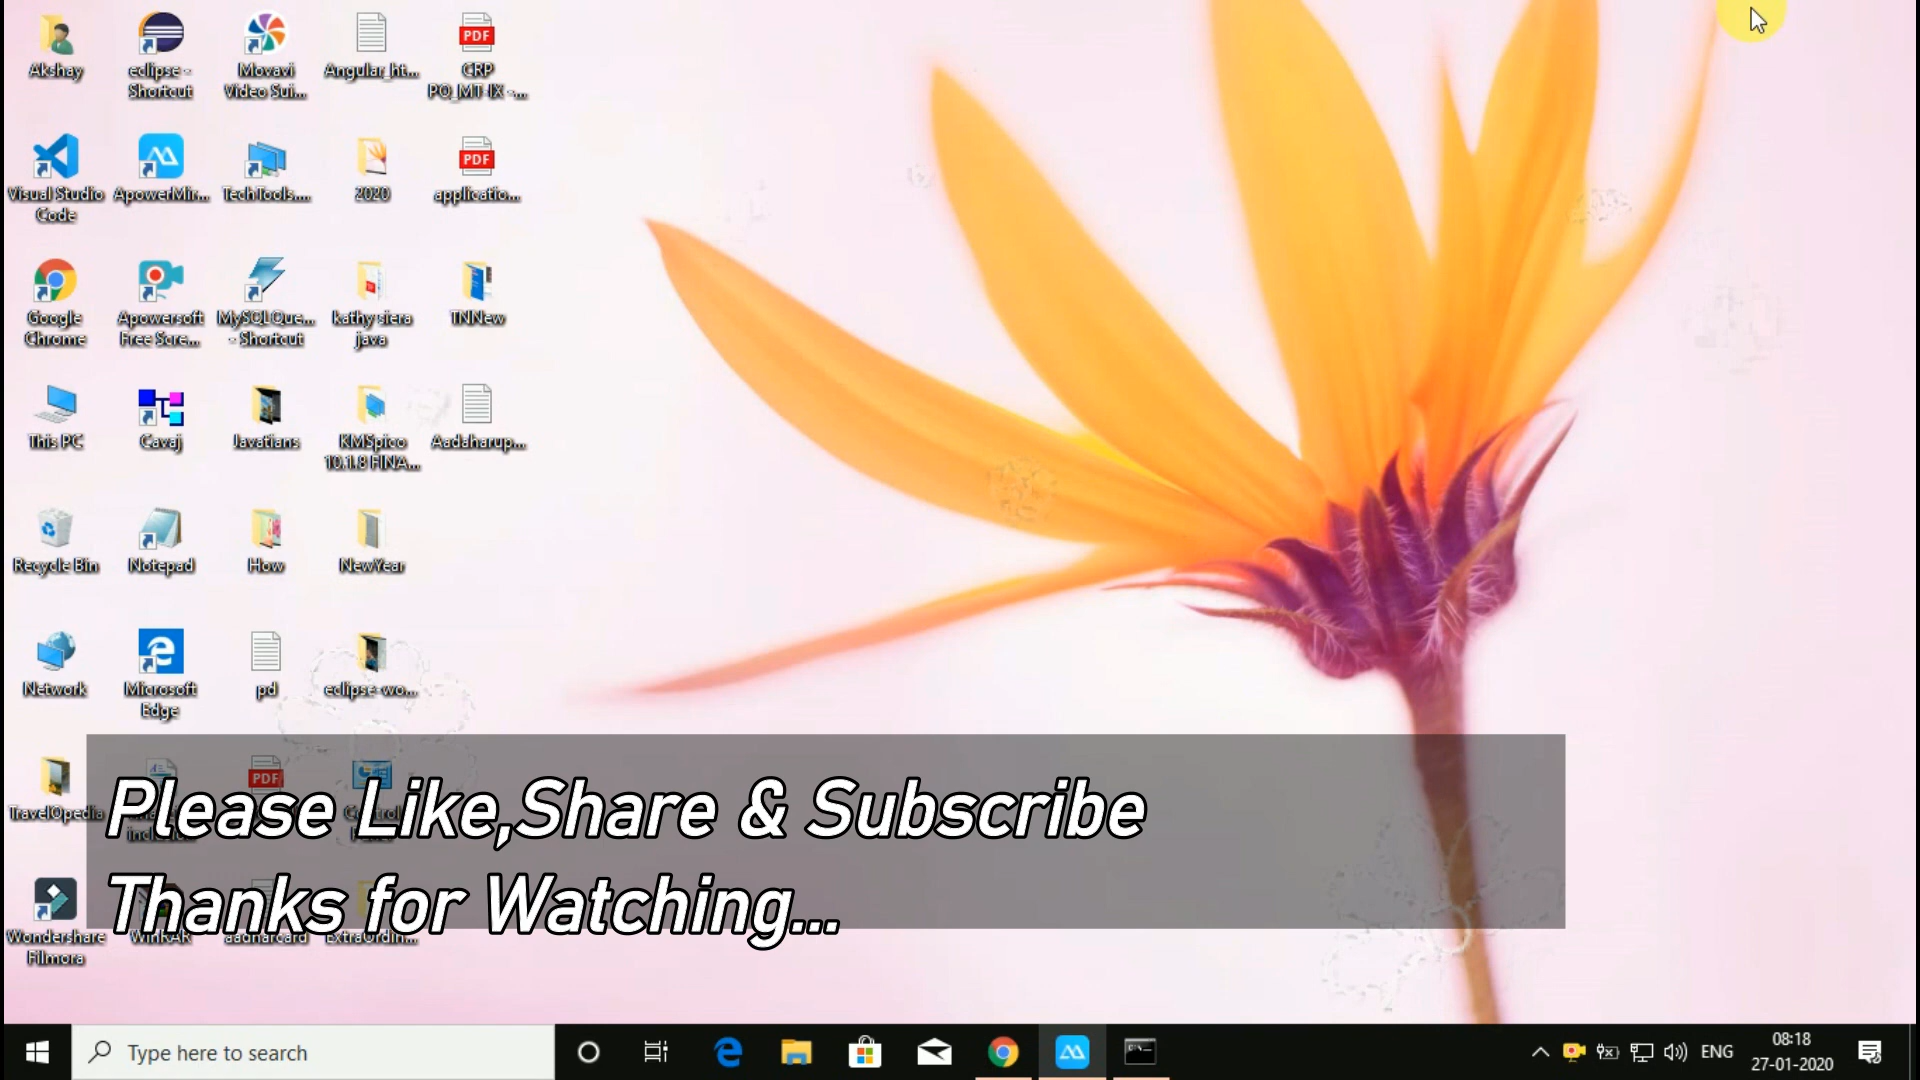 Akshay
eclipse -
Shortcut
Movavi
Video Sui...
Angular_ht...
PDF
CRP
PO_MT-IX -...
Visual Studio
Code
ApowerMir...
TechTools....
2020
PDF
applicatio...
Google
Chrome
Apowersoft
Free Scre...
MySQLQue...
- Shortcut
kathy siera
java
TNNew
This PC
Cavaj
Javatians
KMSpico
10.1.8 FINA...
Aadaharup...
Recycle Bin
Notepad
How
NewYear
Network
Microsoft
Edge
pd
eclipse-wo...
TravelOpedia
PDF
Control
Please Like,Share & Subscribe
Thanks for Watching...
Wondershare
Filmora
WinRAR
aadharcard
ExtraOrdin...
Type here to search
ENG
08:18
27-01-2020